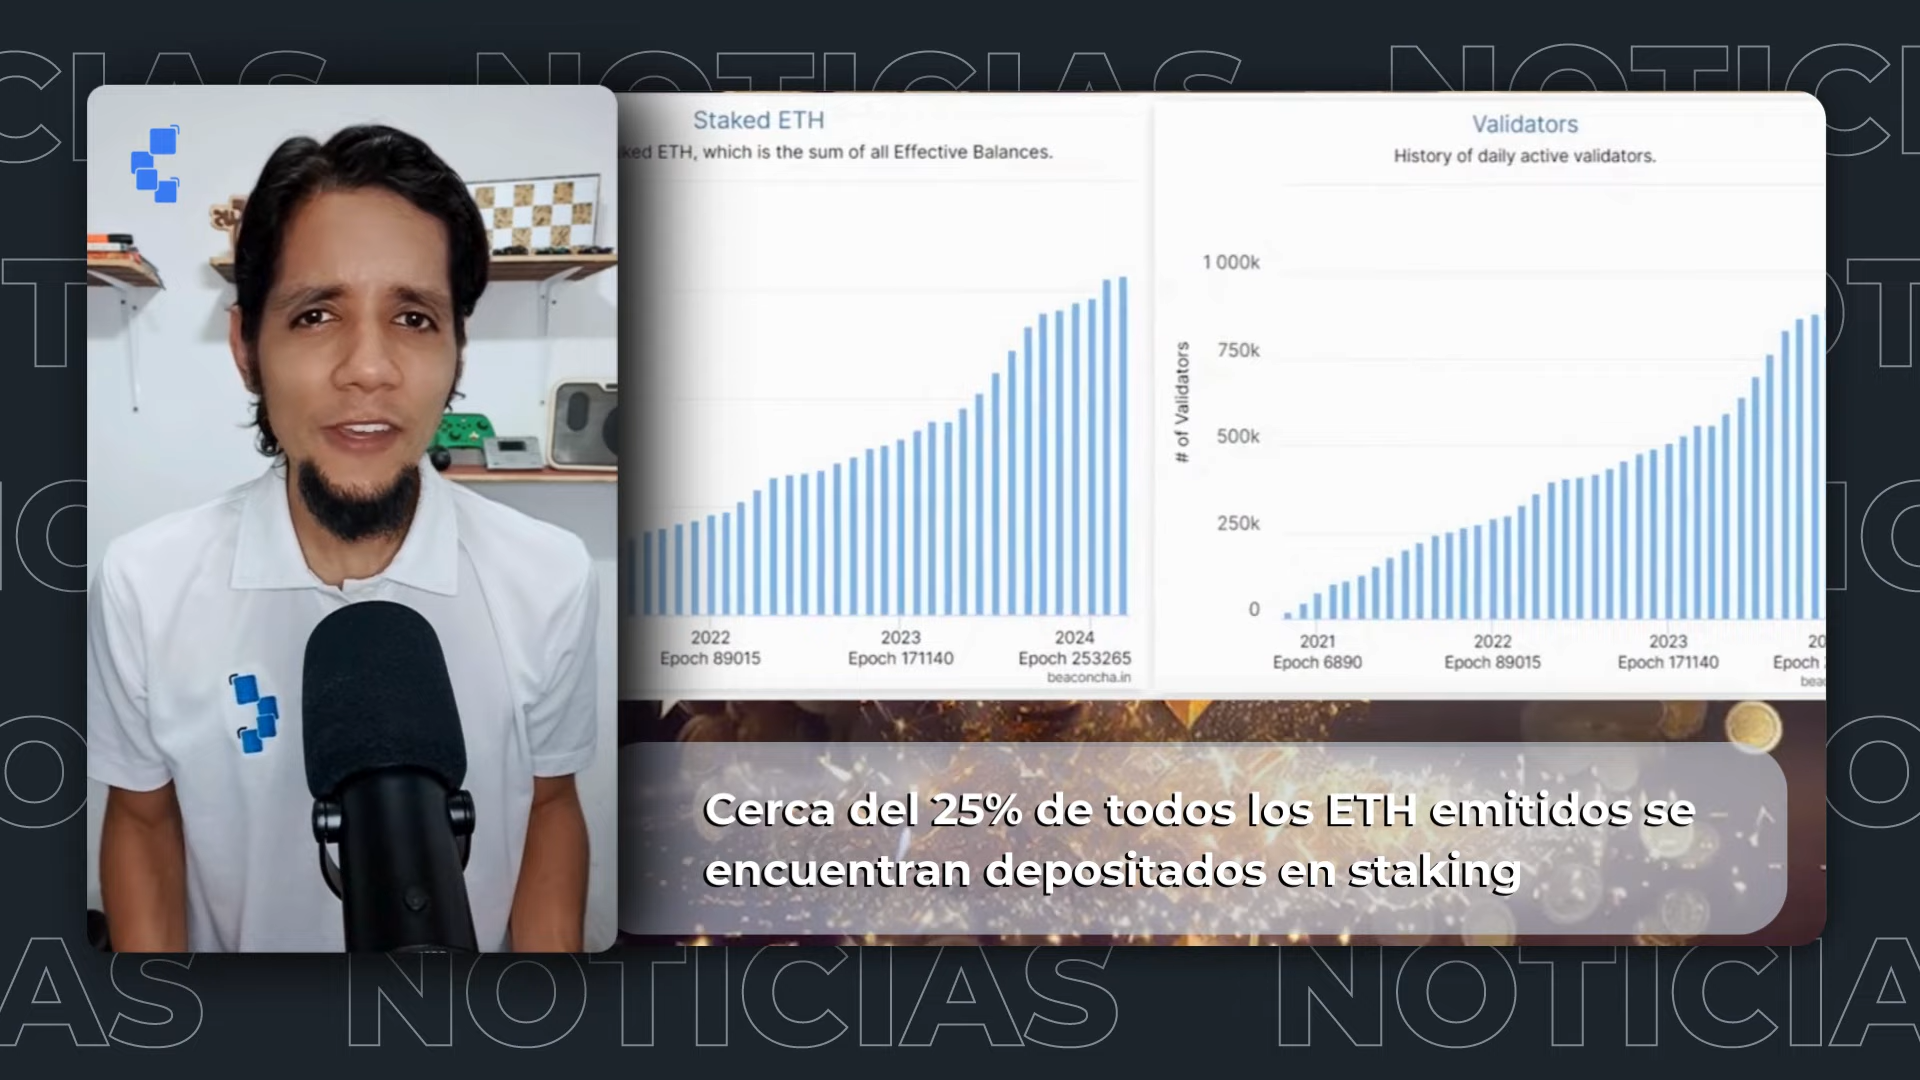 NOTICIAS
Staked ETH
ked ETH, which is the sum of all Effective Balances.
2022
Epoch 89015
2023
Epoch 171140
2024
Epoch 253265
beaconcha.in
Validators
History of daily active validators.
# of Validators
1 000k
750k
500k
250k
0
2021
Epoch 6890
2022
Epoch 89015
2023
Epoch 171140
20
Epoch
bea
Cerca del 25% de todos los ETH emitidos se
encuentran depositados en staking
NOTICIAS